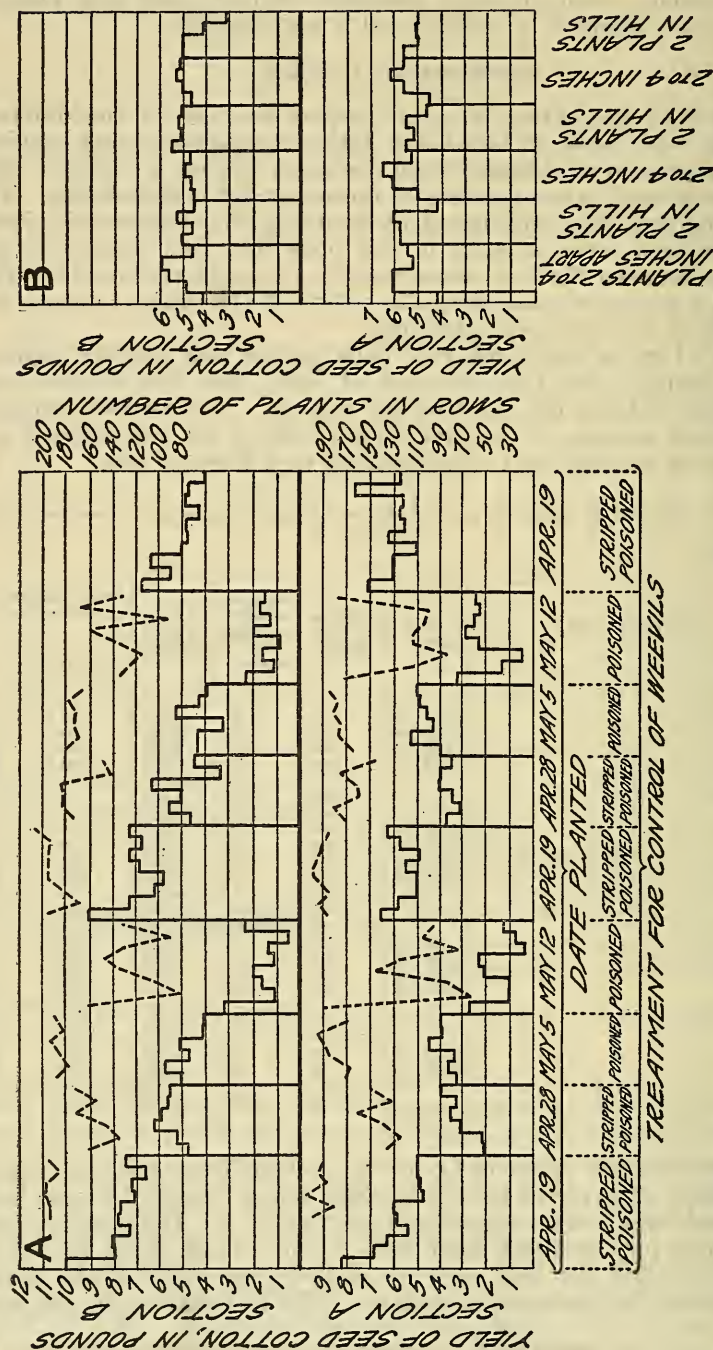 A
YIELD OF SEED COTTON, IN POUNDS
SECTION B
12
11
10
9
8
7
6
5
4
3
2
1
SECTION A
9
8
7
6
5
4
3
2
1
NUMBER OF PLANTS IN ROWS
200
180
160
140
120
100
80
190
170
150
130
110
90
70
50
30
APR. 19 APR. 28 MAY 5 MAY 12 APR. 19 APR. 28 MAY 5 MAY 12 APR. 19
DATE PLANTED
STRIPPED POISONED
STRIPPED POISONED
POISONED
POISONED
STRIPPED POISONED
STRIPPED POISONED
POISONED
POISONED
STRIPPED POISONED
TREATMENT FOR CONTROL OF WEEVILS
B
YIELD OF SEED COTTON, IN POUNDS
SECTION B
6
5
4
3
2
1
SECTION A
7
6
5
4
3
2
1
PLANTS 2 TO 4
INCHES APART
2 PLANTS
IN HILLS
2 TO 4 INCHES
2 PLANTS
IN HILLS
2 TO 4 INCHES
2 PLANTS
IN HILLS